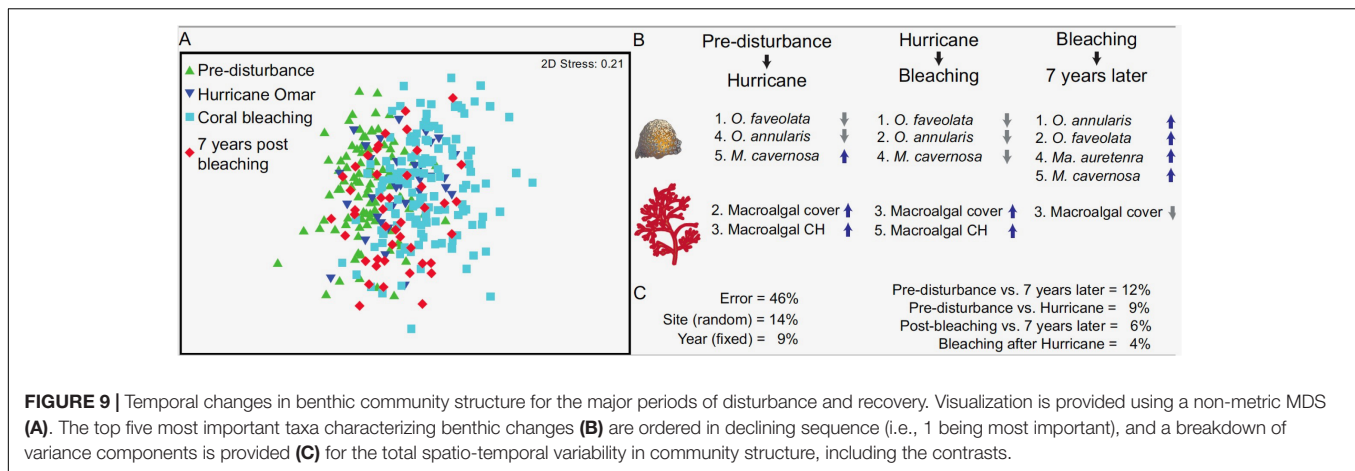 A
2D Stress: 0.21
Pre-disturbance
Hurricane Omar
Coral bleaching
7 years post
bleaching
B
Pre-disturbance
Hurricane
Hurricane
Bleaching
Bleaching
7 years later
1. O. faveolata
4. O. annularis
5. M. cavernosa
1. O. faveolata
2. O. annularis
4. M. cavernosa
1. O. annularis
2. O. faveolata
4. Ma. auretenra
5. M. cavernosa
2. Macroalgal cover
3. Macroalgal CH
3. Macroalgal cover
5. Macroalgal CH
3. Macroalgal cover
C
Error = 46%
Site (random) = 14%
Year (fixed) = 9%
Pre-disturbance vs. 7 years later = 12%
Pre-disturbance vs. Hurricane = 9%
Post-bleaching vs. 7 years later = 6%
Bleaching after Hurricane = 4%
FIGURE 9 | Temporal changes in benthic community structure for the major periods of disturbance and recovery. Visualization is provided using a non-metric MDS
(A). The top five most important taxa characterizing benthic changes (B) are ordered in declining sequence (i.e., 1 being most important), and a breakdown of
variance components is provided (C) for the total spatio-temporal variability in community structure, including the contrasts.